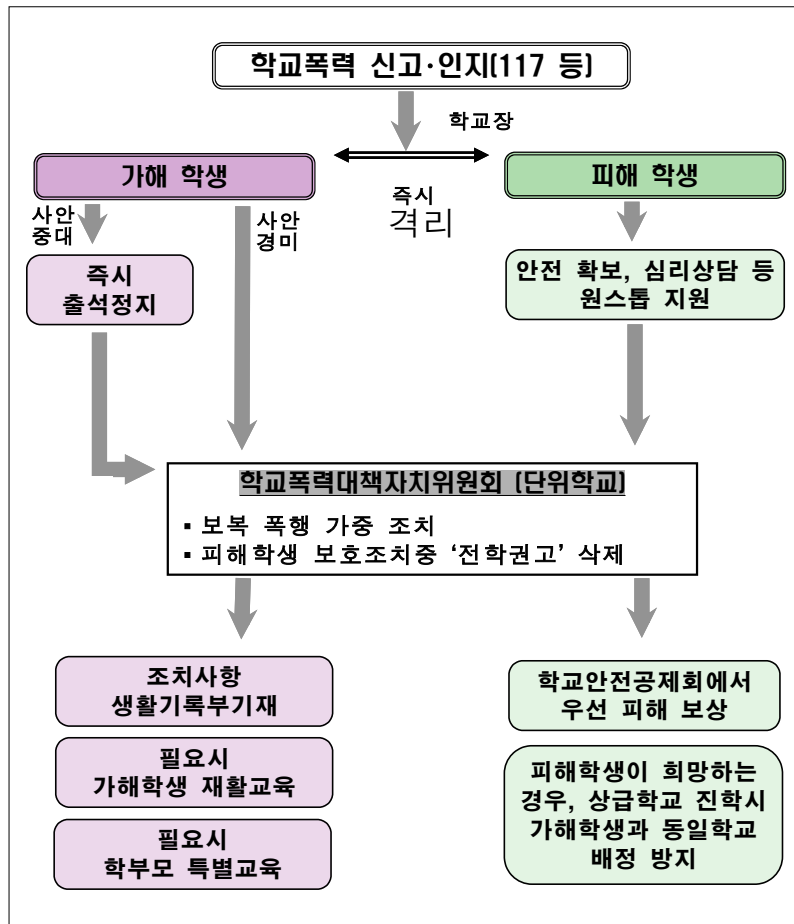 학교폭력 신고·인지(117 등)
학교장
가해 학생
피해 학생
즉시
격리
사안
중대
사안
경미
즉시
출석정지
안전 확보, 심리상담 등
원스톱 지원
학교폭력대책자치위원회 (단위학교)
▪ 보복 폭행 가중 조치
▪ 피해학생 보호조치중 ‘전학권고’ 삭제
조치사항
생활기록부기재
필요시
가해학생 재활교육
필요시
학부모 특별교육
학교안전공제회에서
우선 피해 보상
피해학생이 희망하는
경우, 상급학교 진학시
가해학생과 동일학교
배정 방지